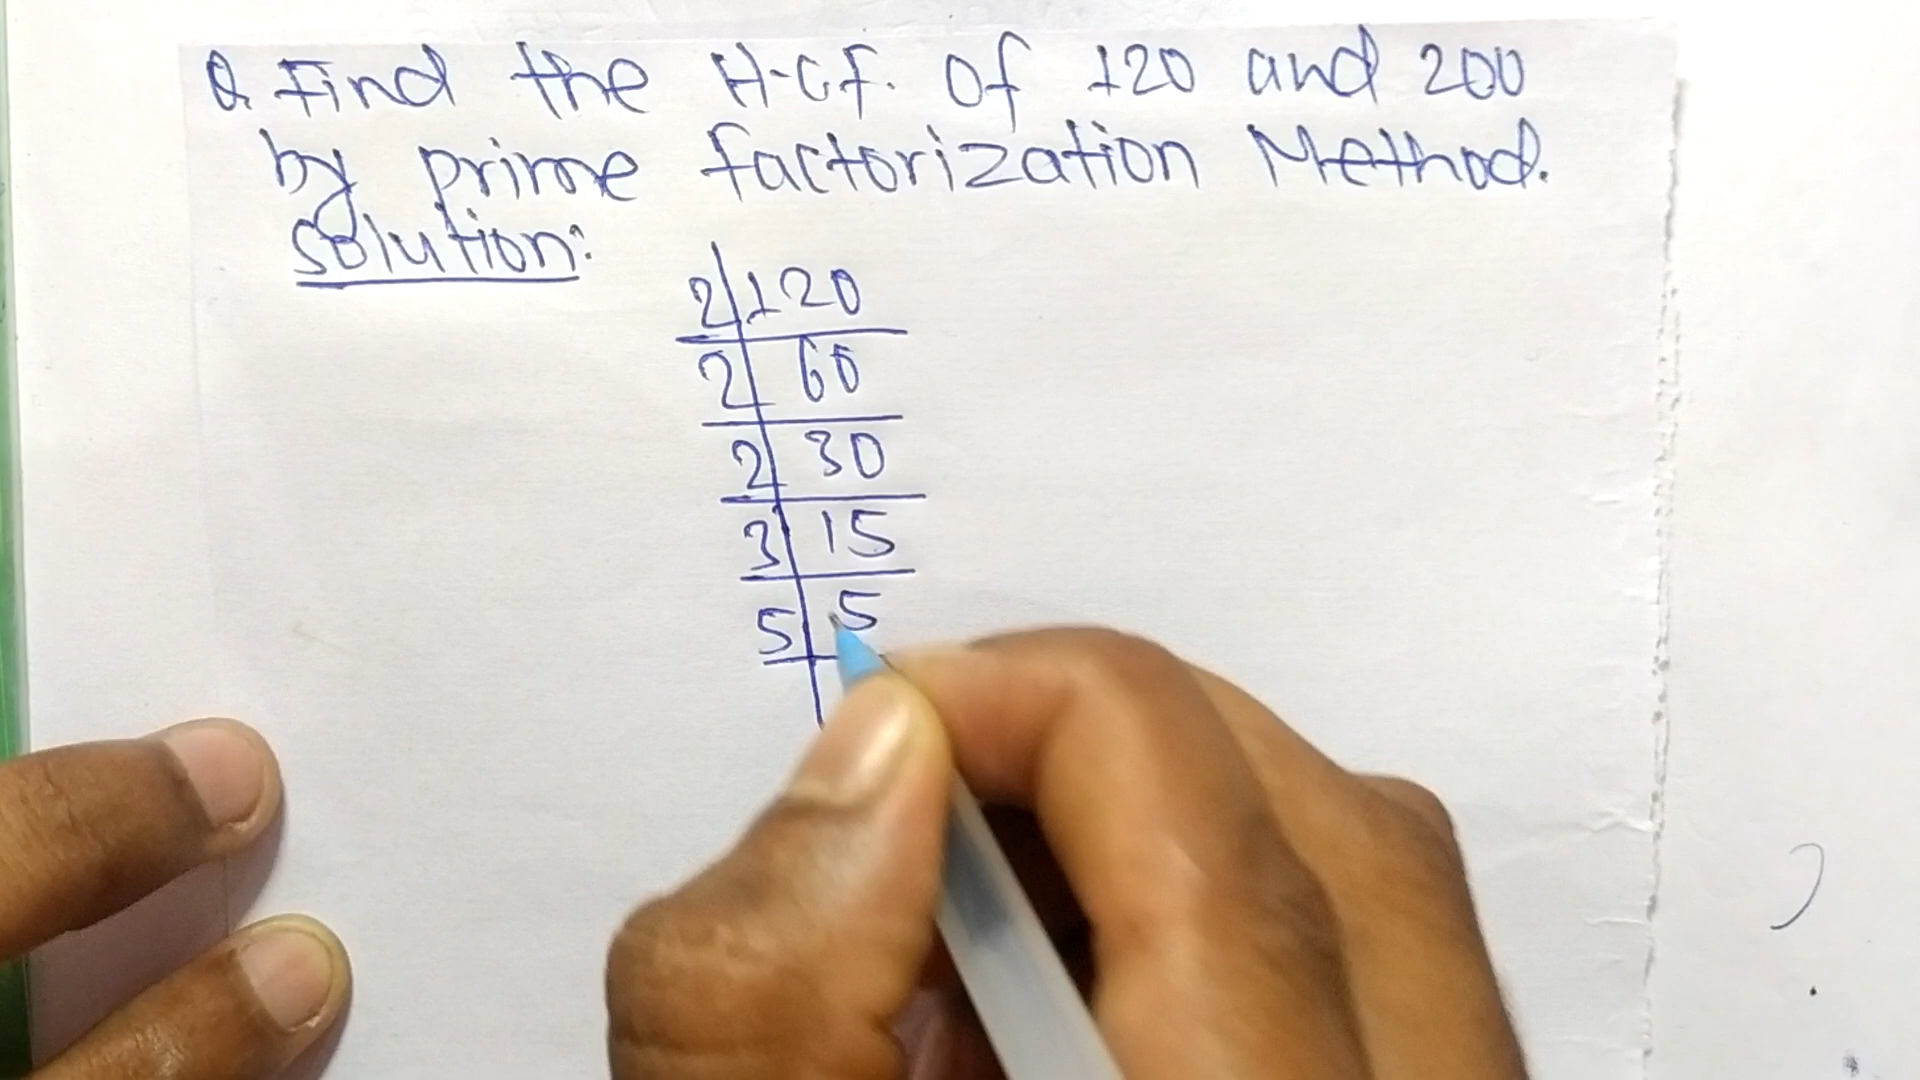 Q. Find the H.C.F. Of 120 and 200
by prime factorization Method.
Solution:
2 120
2 60
2 30
3 15
5 5